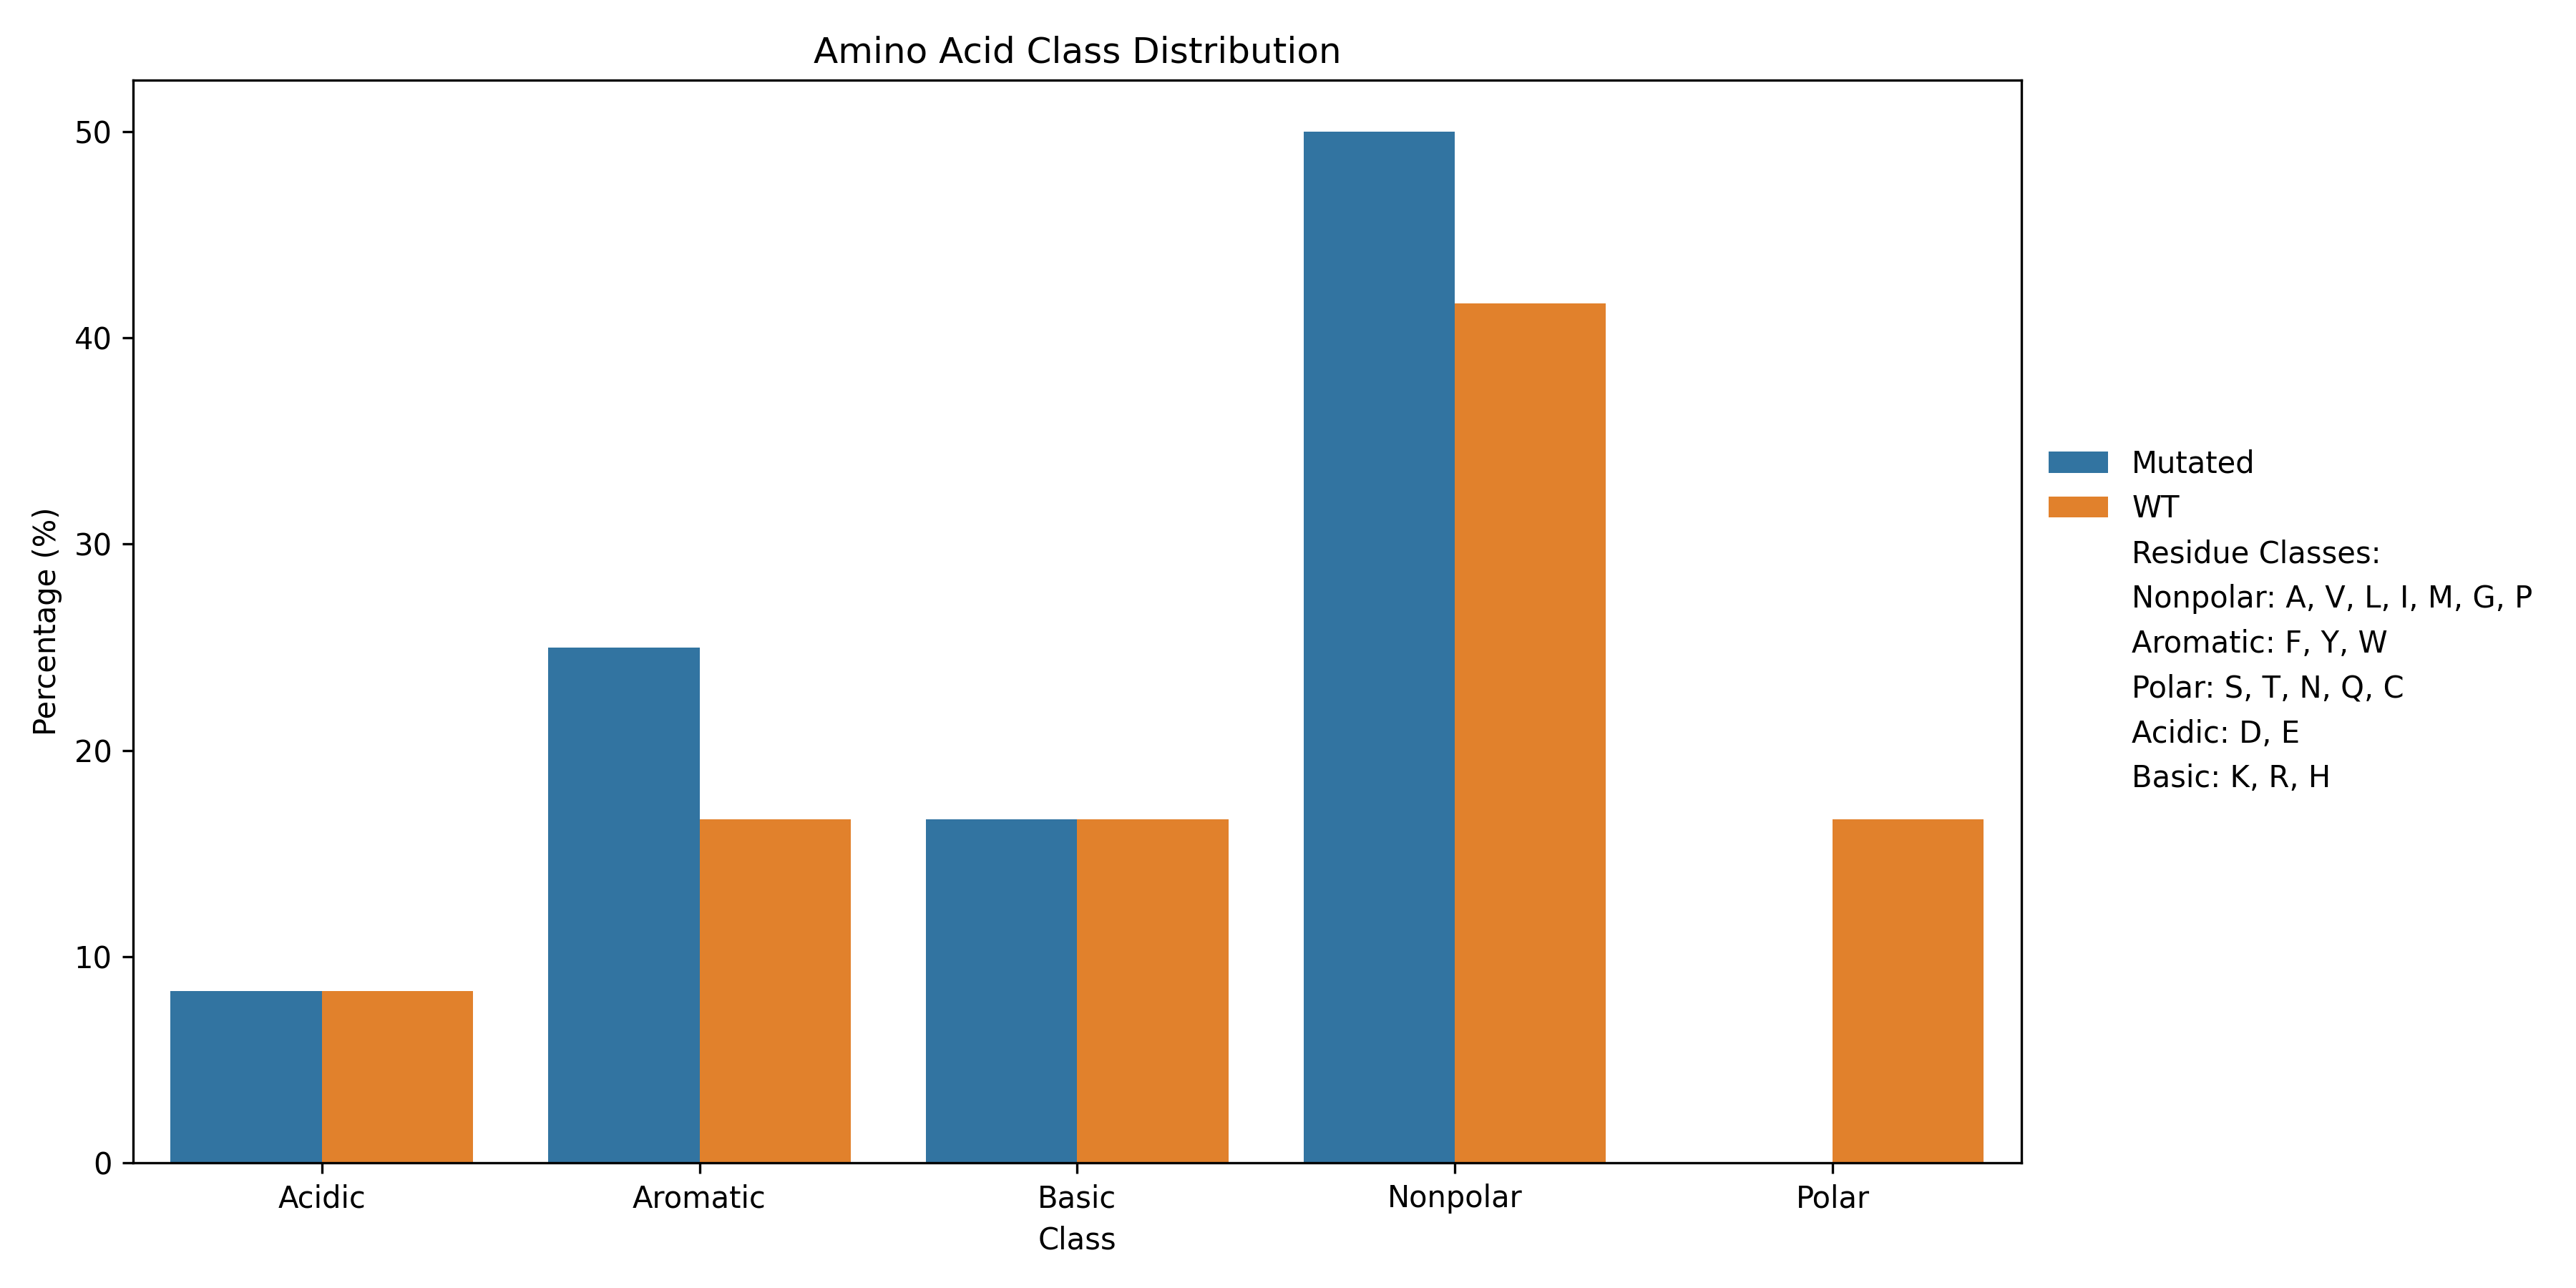 Amino Acid Class Distribution
Percentage (%)
50
40
30
20
10
0
Acidic
Aromatic
Basic
Nonpolar
Polar
Class
Mutated
WT
Residue Classes:
Nonpolar: A, V, L, I, M, G, P
Aromatic: F, Y, W
Polar: S, T, N, Q, C
Acidic: D, E
Basic: K, R, H